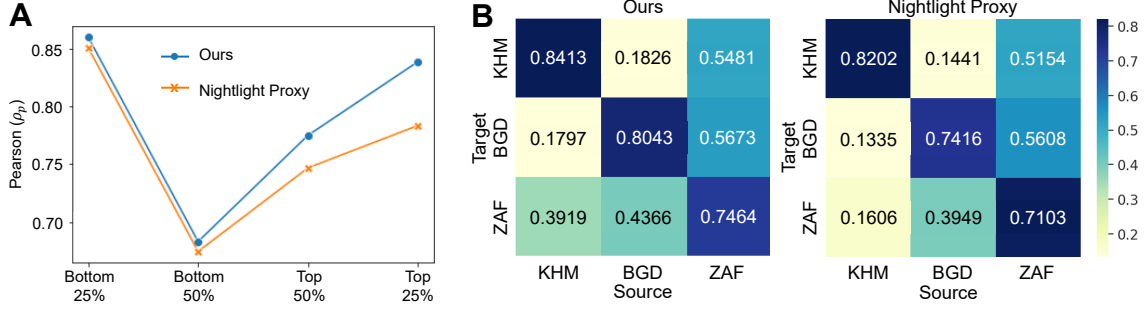 A
Pearson (ρp)
0.85
0.80
0.75
0.70
Ours
Nightlight Proxy
Bottom
25%
Bottom
50%
Top
50%
Top
25%
B
Ours
Target
KHM
BGD
ZAF
0.8413 0.1826 0.5481
0.1797 0.8043 0.5673
0.3919 0.4366 0.7464
KHM BGD ZAF
Source
Nightlight Proxy
Target
KHM
BGD
ZAF
0.8202 0.1441 0.5154
0.1335 0.7416 0.5608
0.1606 0.3949 0.7103
KHM BGD ZAF
Source
0.8
0.7
0.6
0.5
0.4
0.3
0.2